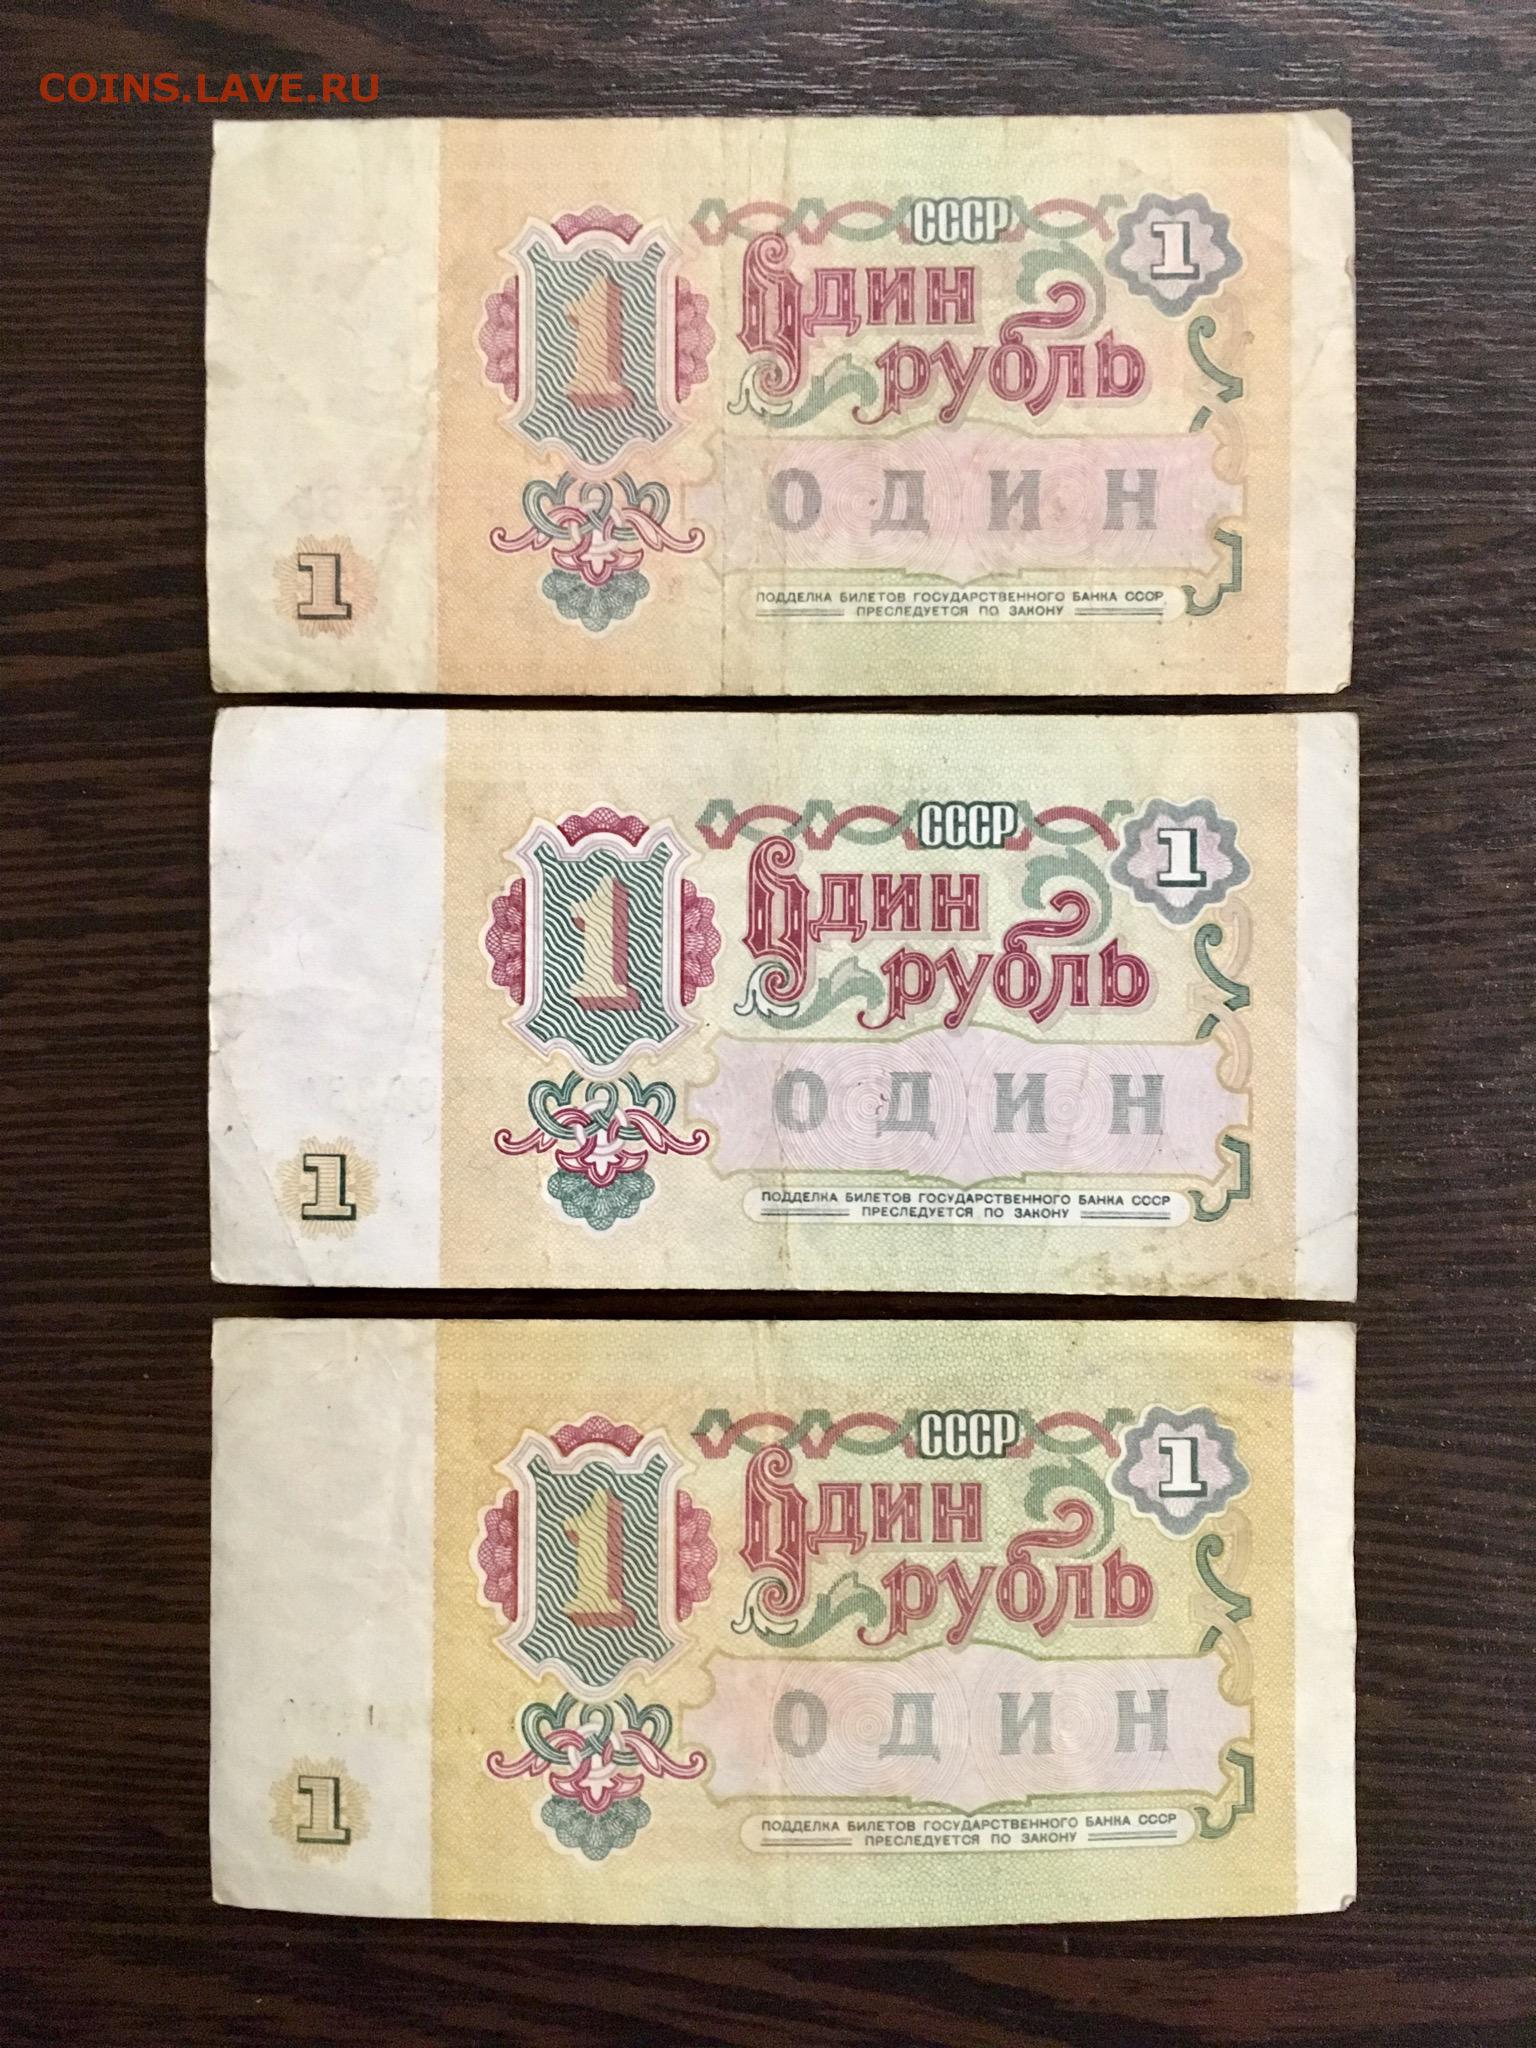 COINS.LAVE.RU
СССР
1
1
Один
рубль
ОДИН
1
ПОДДЕЛКА БИЛЕТОВ ГОСУДАРСТВЕННОГО БАНКА СССР
ПРЕСЛЕДУЕТСЯ ПО ЗАКОНУ
СССР
1
1
Один
рубль
ОДИН
1
ПОДДЕЛКА БИЛЕТОВ ГОСУДАРСТВЕННОГО БАНКА СССР
ПРЕСЛЕДУЕТСЯ ПО ЗАКОНУ
СССР
1
1
Один
рубль
ОДИН
1
ПОДДЕЛКА БИЛЕТОВ ГОСУДАРСТВЕННОГО БАНКА СССР
ПРЕСЛЕДУЕТСЯ ПО ЗАКОНУ